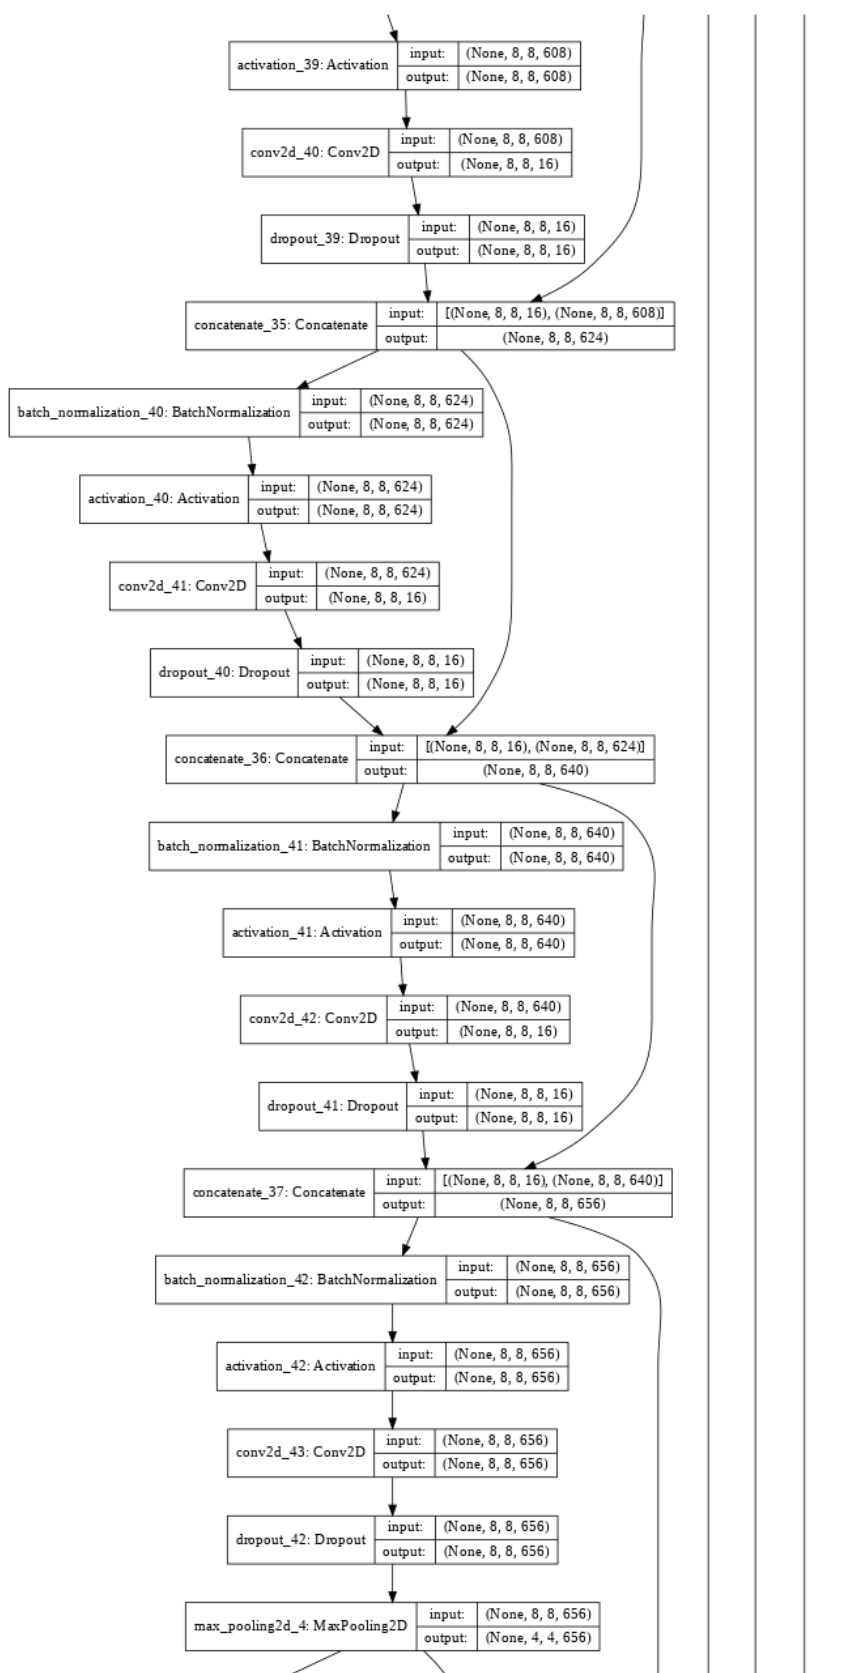 activation_39: Activation
input: (None, 8, 8, 608)
output: (None, 8, 8, 608)
conv2d_40: Conv2D
input: (None, 8, 8, 608)
output: (None, 8, 8, 16)
dropout_39: Dropout
input: (None, 8, 8, 16)
output: (None, 8, 8, 16)
concatenate_35: Concatenate
input: [(None, 8, 8, 16), (None, 8, 8, 608)]
output: (None, 8, 8, 624)
batch_normalization_40: BatchNormalization
input: (None, 8, 8, 624)
output: (None, 8, 8, 624)
activation_40: Activation
input: (None, 8, 8, 624)
output: (None, 8, 8, 624)
conv2d_41: Conv2D
input: (None, 8, 8, 624)
output: (None, 8, 8, 16)
dropout_40: Dropout
input: (None, 8, 8, 16)
output: (None, 8, 8, 16)
concatenate_36: Concatenate
input: [(None, 8, 8, 16), (None, 8, 8, 624)]
output: (None, 8, 8, 640)
batch_normalization_41: BatchNormalization
input: (None, 8, 8, 640)
output: (None, 8, 8, 640)
activation_41: Activation
input: (None, 8, 8, 640)
output: (None, 8, 8, 640)
conv2d_42: Conv2D
input: (None, 8, 8, 640)
output: (None, 8, 8, 16)
dropout_41: Dropout
input: (None, 8, 8, 16)
output: (None, 8, 8, 16)
concatenate_37: Concatenate
input: [(None, 8, 8, 16), (None, 8, 8, 640)]
output: (None, 8, 8, 656)
batch_normalization_42: BatchNormalization
input: (None, 8, 8, 656)
output: (None, 8, 8, 656)
activation_42: Activation
input: (None, 8, 8, 656)
output: (None, 8, 8, 656)
conv2d_43: Conv2D
input: (None, 8, 8, 656)
output: (None, 8, 8, 656)
dropout_42: Dropout
input: (None, 8, 8, 656)
output: (None, 8, 8, 656)
max_pooling2d_4: MaxPooling2D
input: (None, 8, 8, 656)
output: (None, 4, 4, 656)